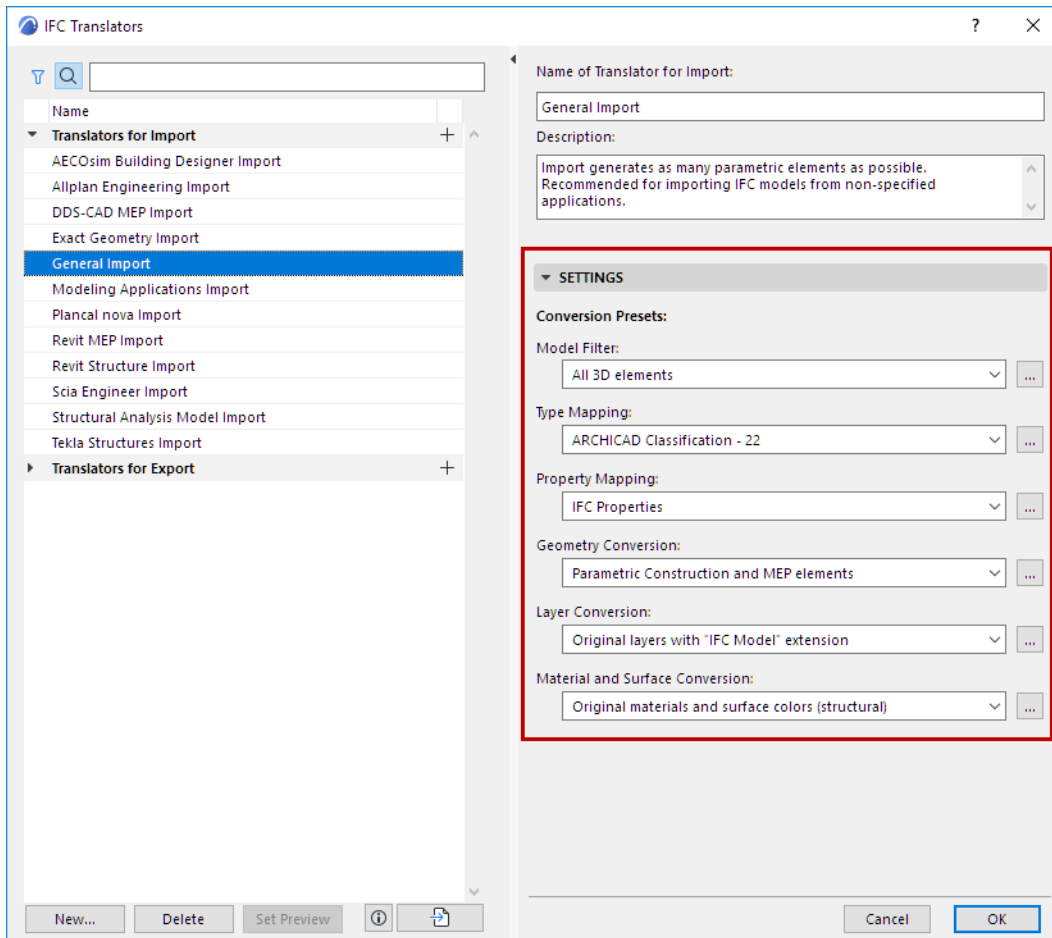 IFC Translators
?
Name
Translators for Import
AECOsim Building Designer Import
Allplan Engineering Import
DDS-CAD MEP Import
Exact Geometry Import
General Import
Modeling Applications Import
Plancal nova Import
Revit MEP Import
Revit Structure Import
Scia Engineer Import
Structural Analysis Model Import
Tekla Structures Import
Translators for Export
New...
Delete
Set Preview
Name of Translator for Import:
General Import
Description:
Import generates as many parametric elements as possible.
Recommended for importing IFC models from non-specified
applications.
SETTINGS
Conversion Presets:
Model Filter:
All 3D elements
...
Type Mapping:
ARCHICAD Classification - 22
...
Property Mapping:
IFC Properties
...
Geometry Conversion:
Parametric Construction and MEP elements
...
Layer Conversion:
Original layers with "IFC Model" extension
...
Material and Surface Conversion:
Original materials and surface colors (structural)
...
Cancel
OK